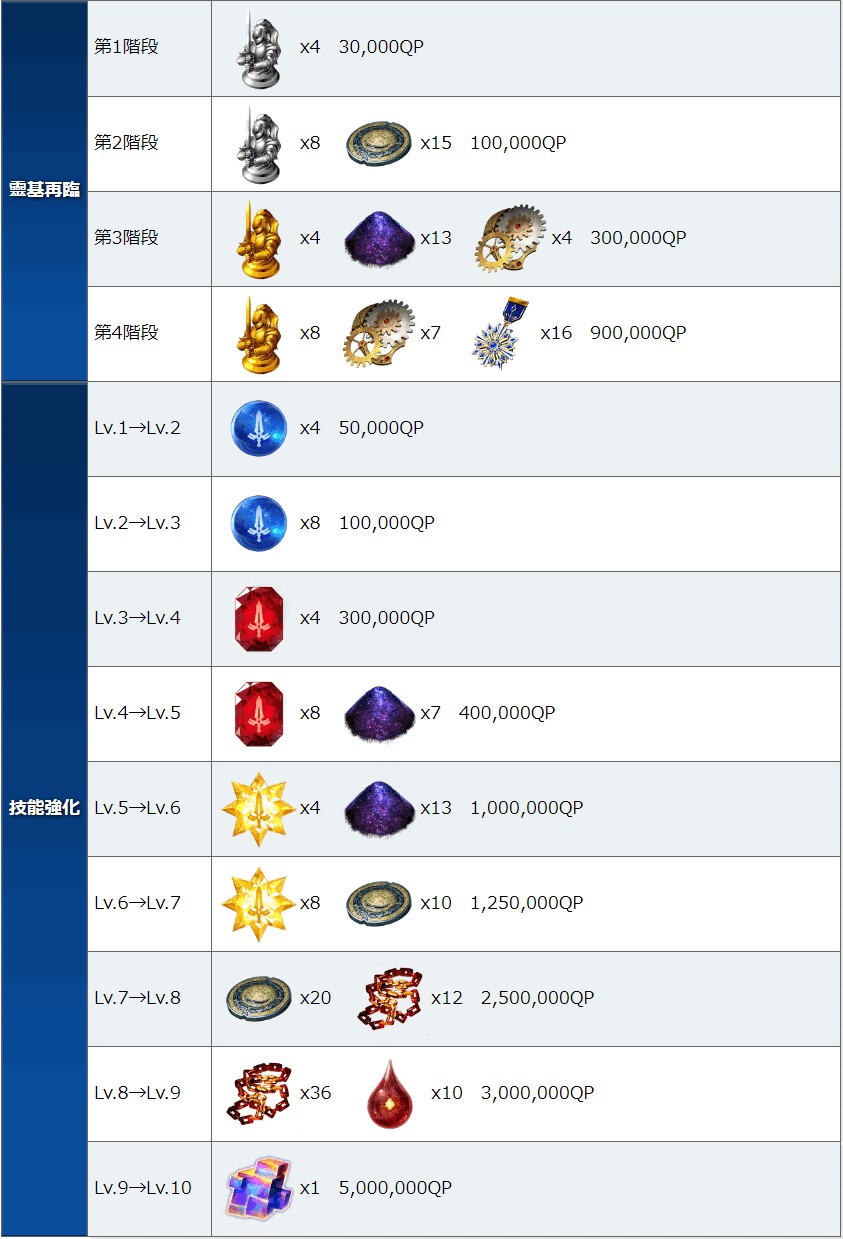 靈基再臨
第1階段 x4 30,000QP
第2階段 x8 x15 100,000QP
第3階段 x4 x13 x4 300,000QP
第4階段 x8 x7 x16 900,000QP
技能強化
Lv.1→Lv.2 x4 50,000QP
Lv.2→Lv.3 x8 100,000QP
Lv.3→Lv.4 x4 300,000QP
Lv.4→Lv.5 x8 x7 400,000QP
Lv.5→Lv.6 x4 x13 1,000,000QP
Lv.6→Lv.7 x8 x10 1,250,000QP
Lv.7→Lv.8 x20 x12 2,500,000QP
Lv.8→Lv.9 x36 x10 3,000,000QP
Lv.9→Lv.10 x1 5,000,000QP